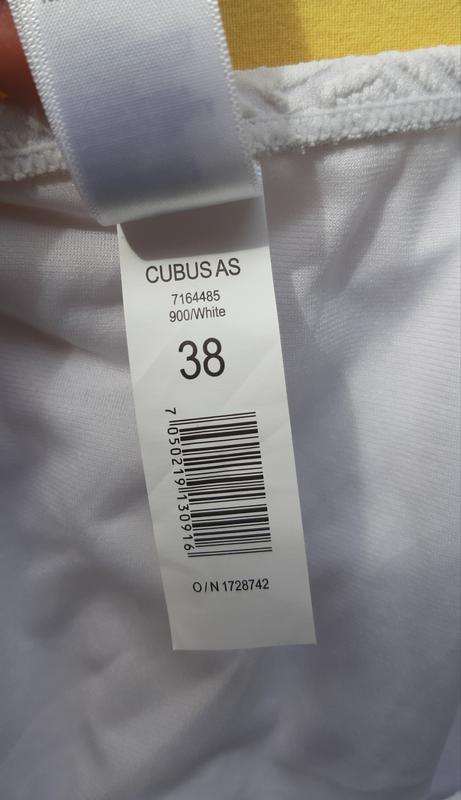 CUBUS AS
7164485
900/White
38
7 050219 130916
O/N 1728742